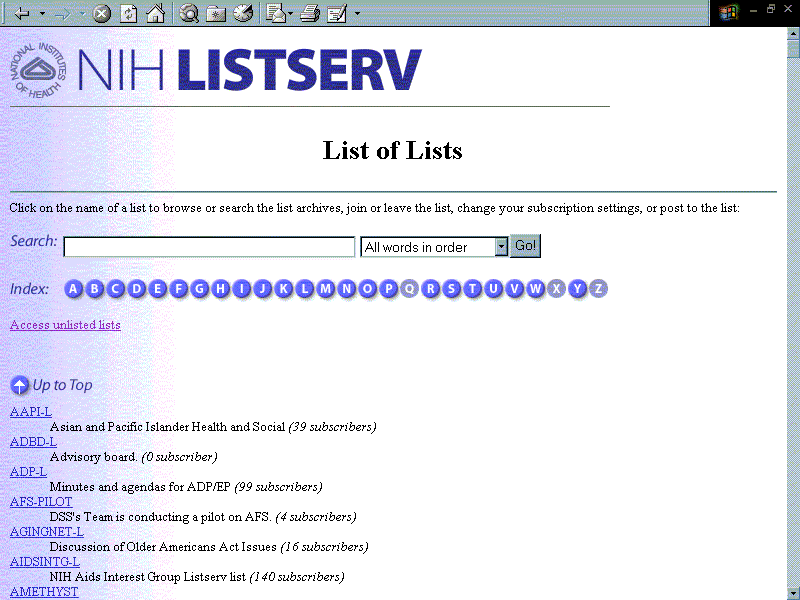 NATIONAL INSTITUTES OF HEALTH
NIH LISTSERV
List of Lists
Click on the name of a list to browse or search the list archives, join or leave the list, change your subscription settings, or post to the list:
Search: All words in order Go!
Index: A B C D E F G H I J K L M N O P Q R S T U V W X Y Z
Access unlisted lists
Up to Top
AAPI-L
Asian and Pacific Islander Health and Social (39 subscribers)
ADBD-L
Advisory board. (0 subscriber)
ADP-L
Minutes and agendas for ADP/EP (99 subscribers)
AFS-PILOT
DSS's Team is conducting a pilot on AFS. (4 subscribers)
AGINGNET-L
Discussion of Older Americans Act Issues (16 subscribers)
AIDSINTG-L
NIH Aids Interest Group Listserv list (140 subscribers)
AMETHYST